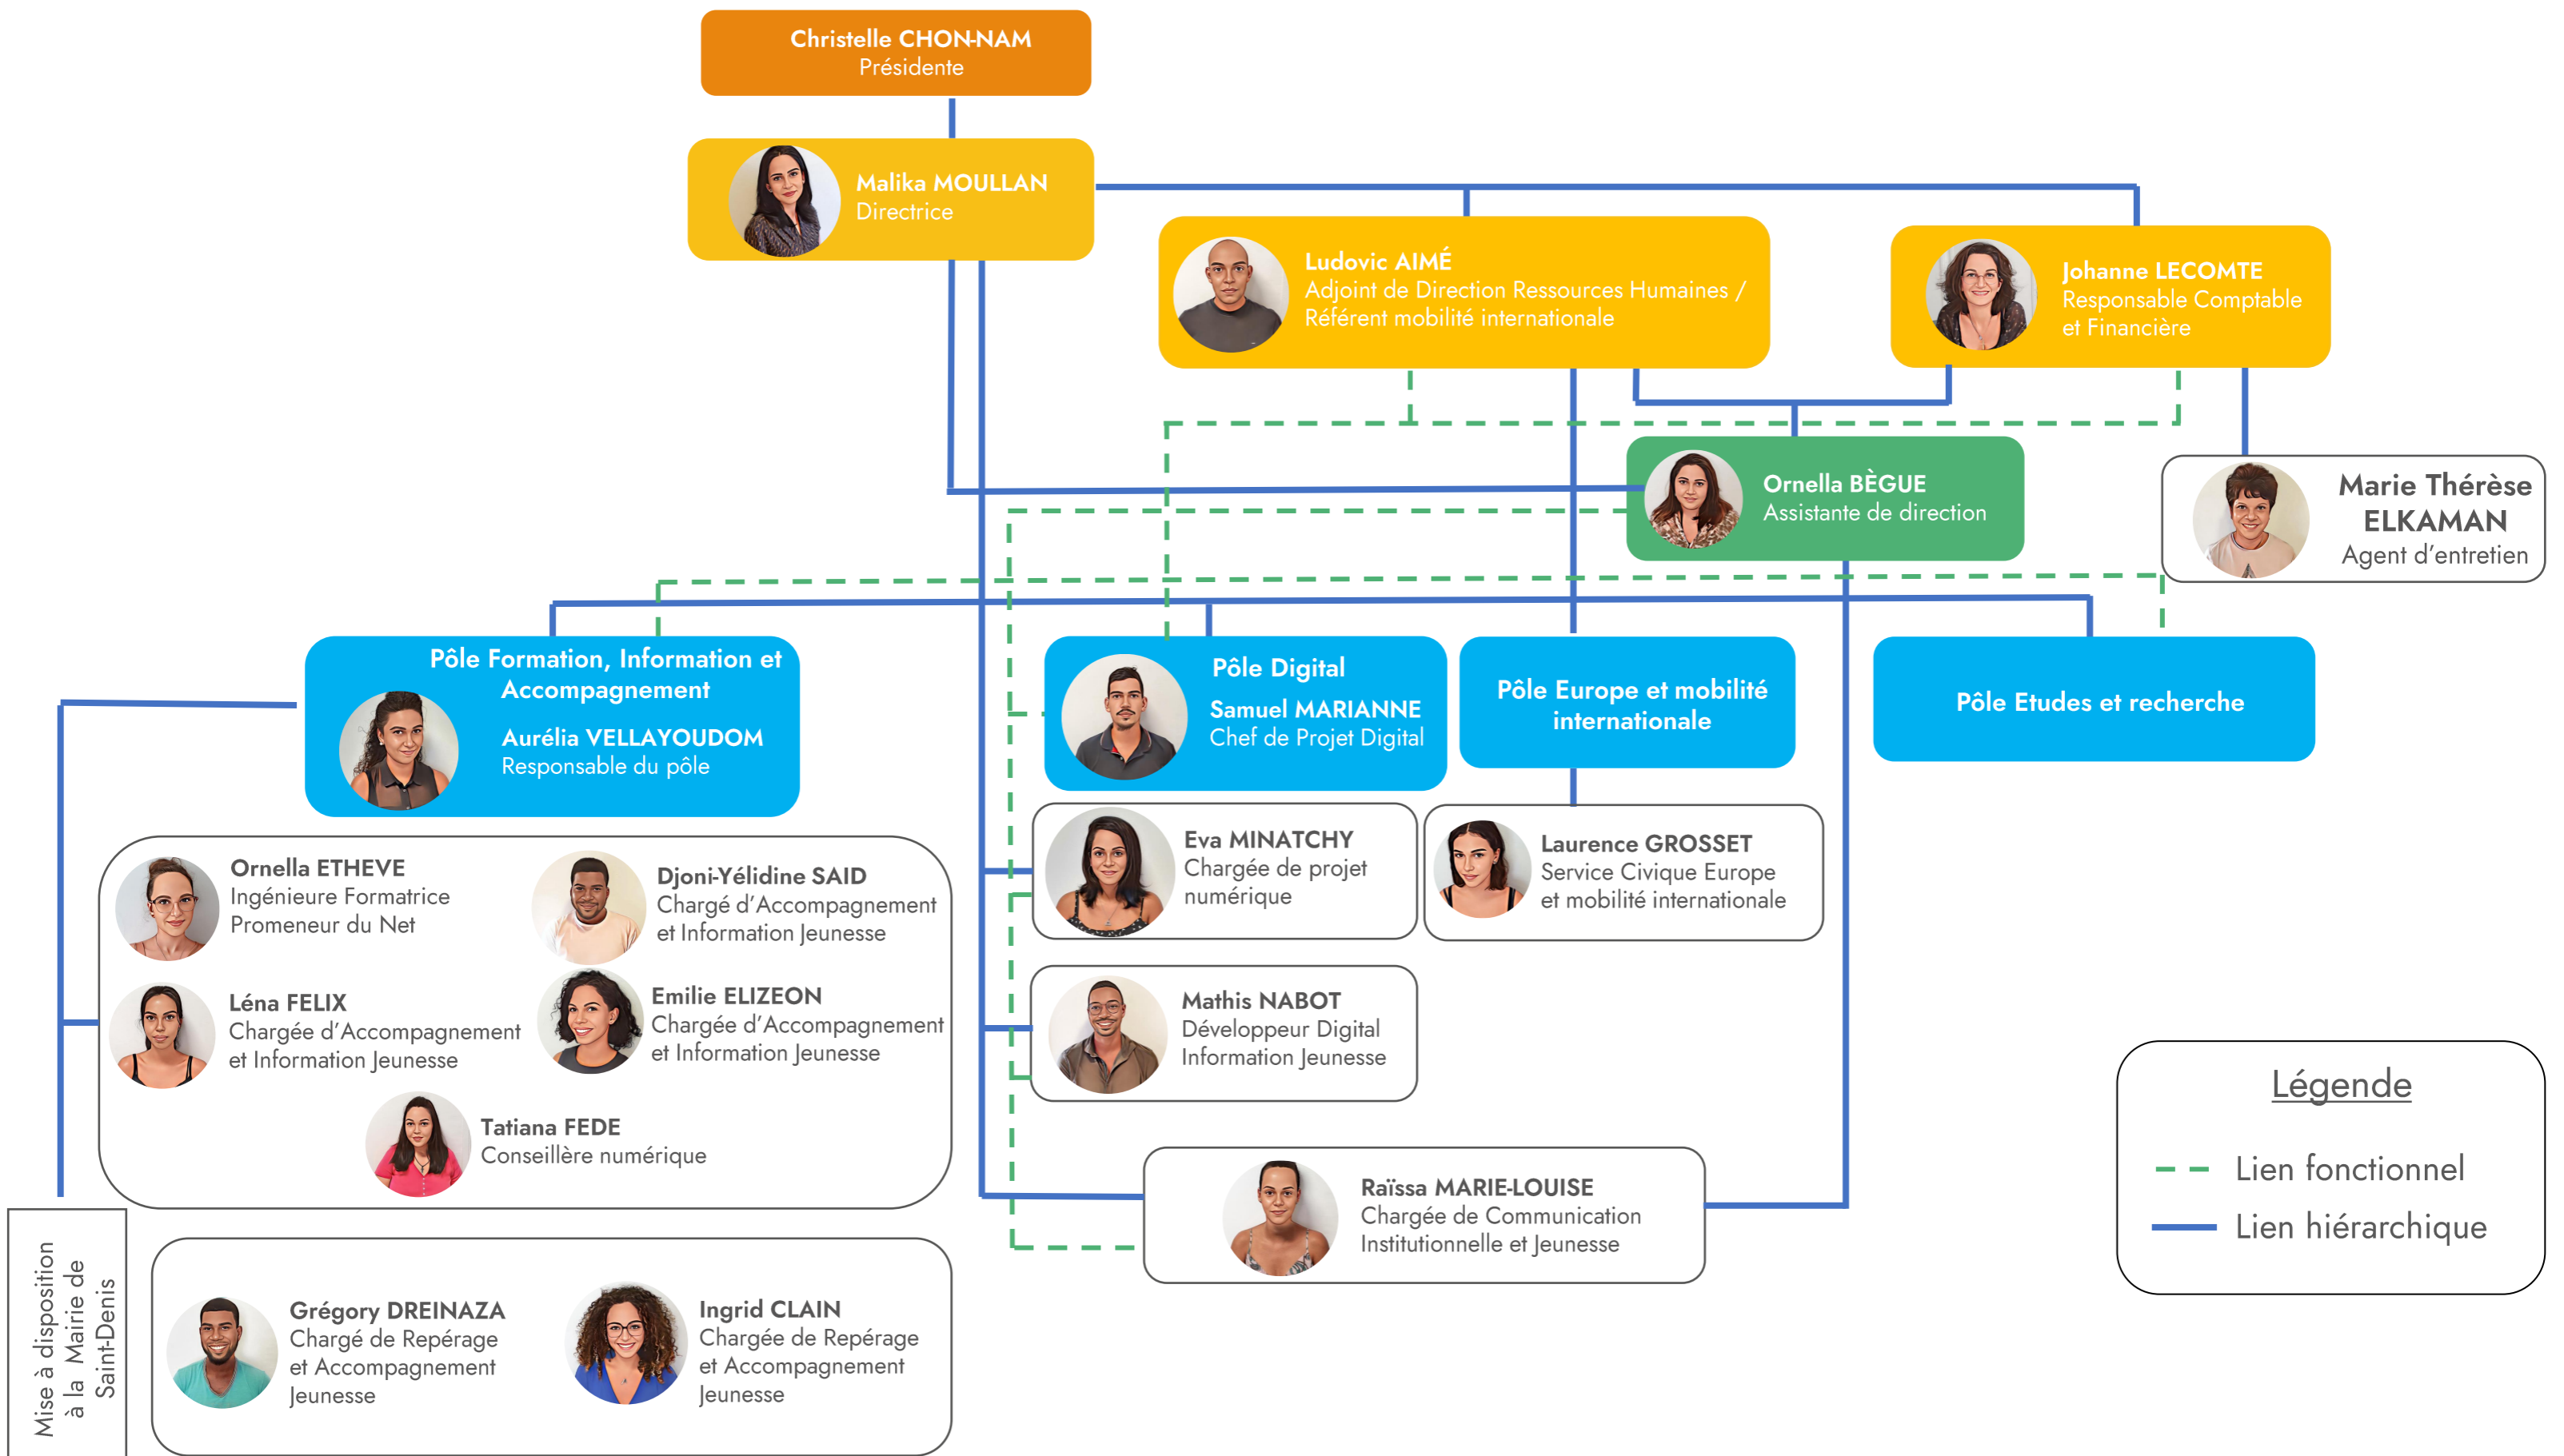 Christelle CHON-NAM
Présidente
Malika MOULLAN
Directrice
Ludovic AIMÉ
Adjoint de Direction Ressources Humaines /
Référent mobilité internationale
Johanne LECOMTE
Responsable Comptable
et Financière
Ornella BÈGUE
Assistante de direction
Marie Thérèse
ELKAMAN
Agent d’entretien
Pôle Formation, Information et
Accompagnement
Aurélia VELLAYOUDOM
Responsable du pôle
Pôle Digital
Samuel MARIANNE
Chef de Projet Digital
Pôle Europe et mobilité
internationale
Pôle Etudes et recherche
Ornella ETHEVE
Ingénieure Formatrice
Promeneur du Net
Djoni-Yélidine SAID
Chargé d’Accompagnement
et Information Jeunesse
Léna FELIX
Chargée d’Accompagnement
et Information Jeunesse
Emilie ELIZEON
Chargée d’Accompagnement
et Information Jeunesse
Tatiana FEDE
Conseillère numérique
Eva MINATCHY
Chargée de projet
numérique
Laurence GROSSET
Service Civique Europe
et mobilité internationale
Mathis NABOT
Développeur Digital
Information Jeunesse
Raïssa MARIE-LOUISE
Chargée de Communication
Institutionnelle et Jeunesse
Mise à disposition
à la Mairie de
Saint-Denis
Grégory DREINAZA
Chargé de Repérage
et Accompagnement
Jeunesse
Ingrid CLAIN
Chargée de Repérage
et Accompagnement
Jeunesse
Légende
Lien fonctionnel
Lien hiérarchique